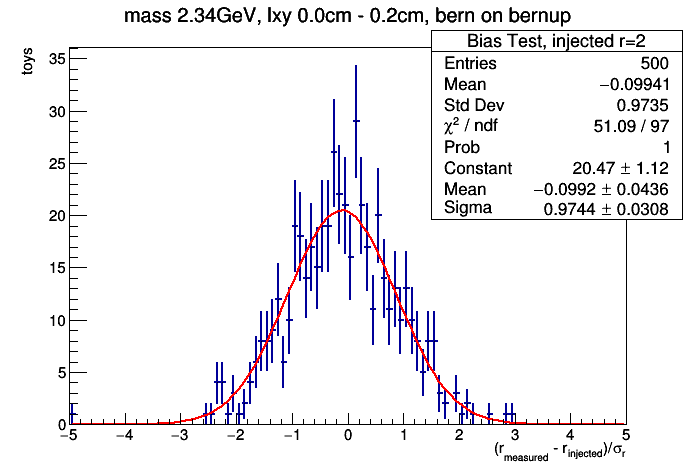 mass 2.34GeV, lxy 0.0cm - 0.2cm, bern on bernup
Bias Test, injected r=2
Entries 500
Mean −0.09941
Std Dev 0.9735
χ² / ndf 51.09 / 97
Prob 1
Constant 20.47 ± 1.12
Mean −0.0992 ± 0.0436
Sigma 0.9744 ± 0.0308
toys
35
30
25
20
15
10
5
0
−5 −4 −3 −2 −1 0 1 2 3 4 5
(r_measured - r_injected)/σ_r